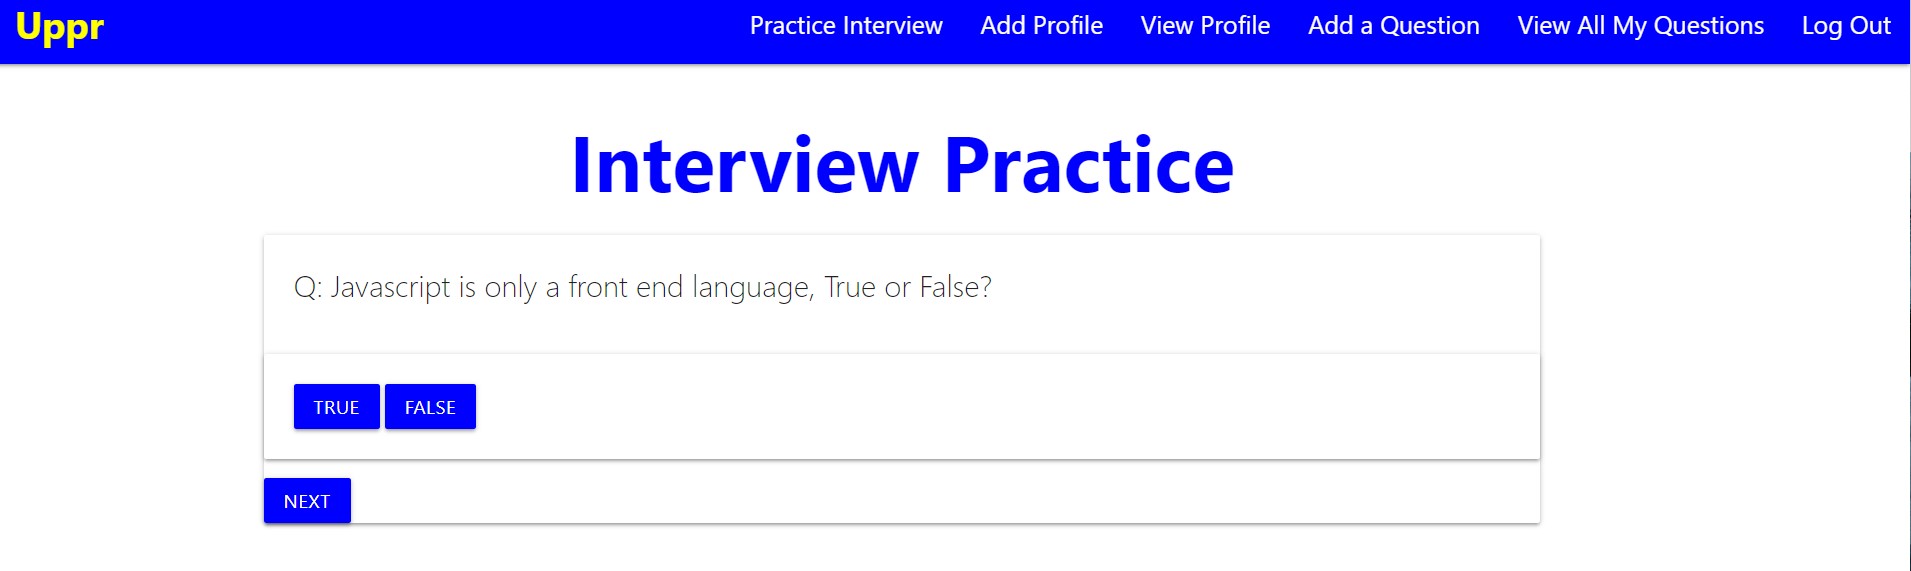 Uppr Practice Interview Add Profile View Profile Add a Question View All My Questions Log Out
Interview Practice
Q: Javascript is only a front end language, True or False?
TRUE FALSE
NEXT